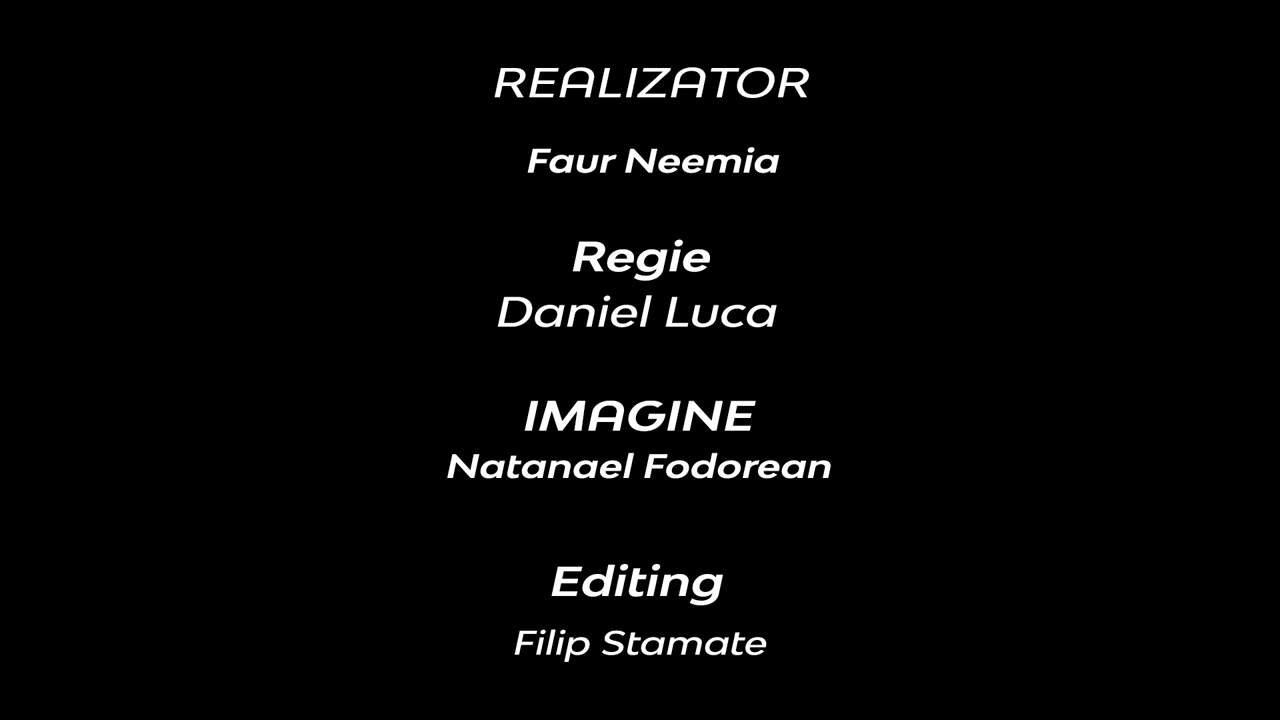 REALIZATOR
Faur Neemia
Regie
Daniel Luca
IMAGINE
Natanael Fodorean
Editing
Filip Stamate